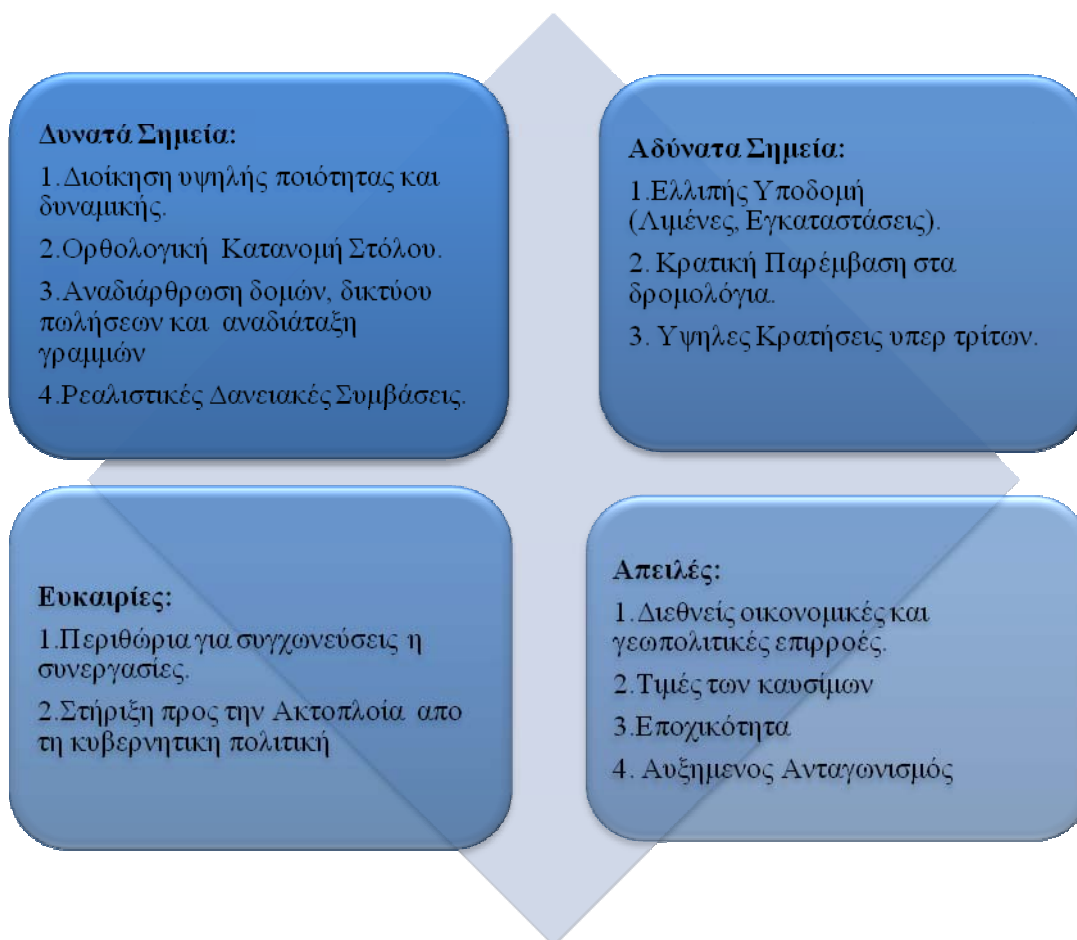 Δυνατά Σημεία:
1.Διοίκηση υψηλής ποιότητας και
δυναμικής.
2.Ορθολογική Κατανομή Στόλου.
3.Αναδιάρθρωση δομών, δικτύου
πωλήσεων και αναδιάταξη
γραμμών
4.Ρεαλιστικές Δανειακές Συμβάσεις.
Αδύνατα Σημεία:
1.Ελλιπής Υποδομή
(Λιμένες, Εγκαταστάσεις).
2. Κρατική Παρέμβαση στα
δρομολόγια.
3. Υψηλες Κρατήσεις υπερ τρίτων.
Ευκαιρίες:
1.Περιθώρια για συγχωνεύσεις η
συνεργασίες.
2.Στήριξη προς την Ακτοπλοία απο
τη κυβερνητικη πολιτική
Απειλές:
1.Διεθνείς οικονομικές και
γεωπολιτικές επιρροές.
2.Τιμές των καυσίμων
3.Εποχικότητα
4. Αυξημενος Ανταγωνισμός